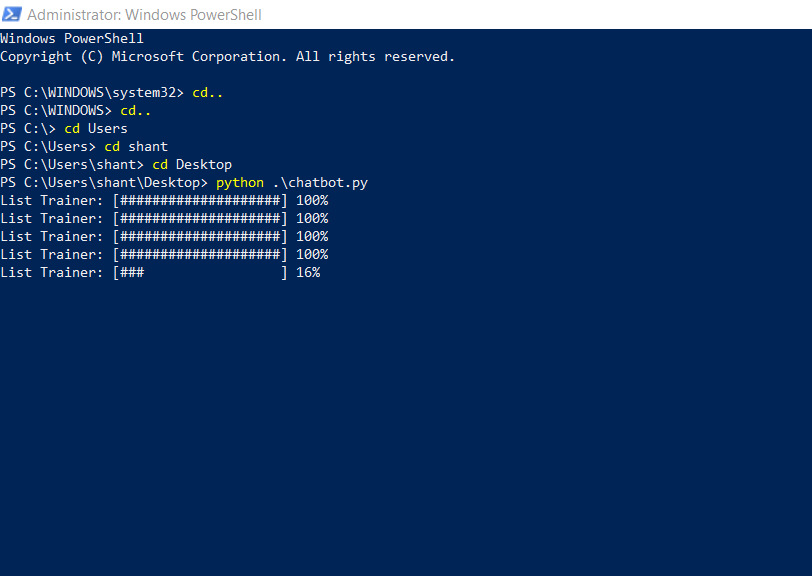 Administrator: Windows PowerShell
Windows PowerShell
Copyright (C) Microsoft Corporation. All rights reserved.
PS C:\WINDOWS\system32> cd..
PS C:\WINDOWS> cd..
PS C:\> cd Users
PS C:\Users> cd shant
PS C:\Users\shant> cd Desktop
PS C:\Users\shant\Desktop> python .\chatbot.py
List Trainer: [####################] 100%
List Trainer: [####################] 100%
List Trainer: [####################] 100%
List Trainer: [####################] 100%
List Trainer: [###                 ] 16%